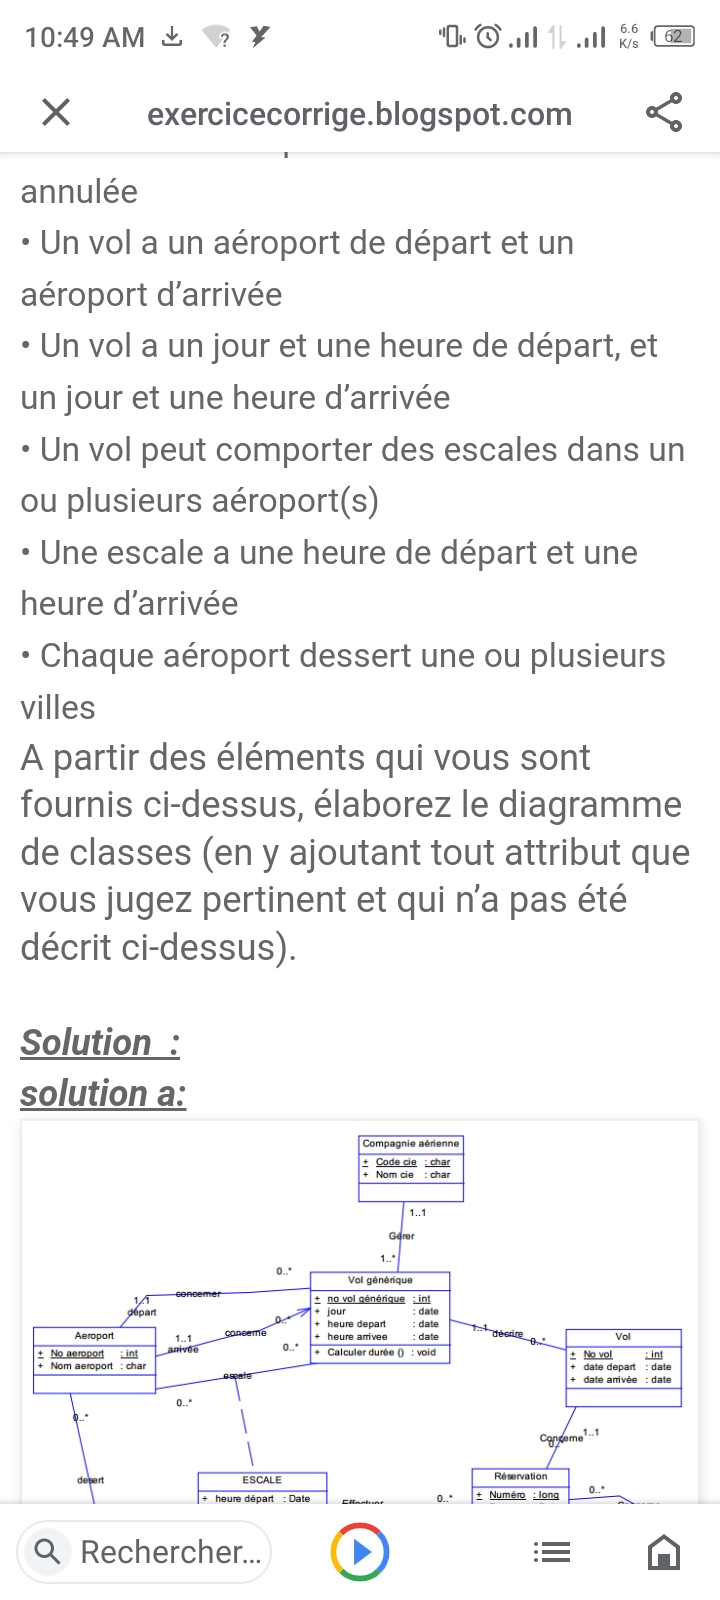 10:49 AM
?
6.6
K/s
62
exercicecorrige.blogspot.com
annulée
• Un vol a un aéroport de départ et un
aéroport d’arrivée
• Un vol a un jour et une heure de départ, et
un jour et une heure d’arrivée
• Un vol peut comporter des escales dans un
ou plusieurs aéroport(s)
• Une escale a une heure de départ et une
heure d’arrivée
• Chaque aéroport dessert une ou plusieurs
villes
A partir des éléments qui vous sont
fournis ci-dessus, élaborez le diagramme
de classes (en y ajoutant tout attribut que
vous jugez pertinent et qui n’a pas été
décrit ci-dessus).
Solution :
solution a:
Compagnie aérienne
+ Code cie : char
+ Nom cie : char
1..1
Gérer
1..*
0..*
concerner
1..1
départ
Vol générique
+ no vol générique : int
+ jour : date
+ heure depart : date
+ heure arrivee : date
+ Calculer durée () : void
0..*
concerne
1..1
arrivée
0..*
Aeroport
+ No aeroport : int
+ Nom aeroport : char
1..1
décrire
0..*
Vol
+ No vol : int
+ date depart : date
+ date arrivée : date
escale
0..*
0..*
desert
Concerne
1..1
0..*
ESCALE
+ heure départ : Date
Effectuer
0..*
Réservation
+ Numéro : long
0..*
Rechercher...